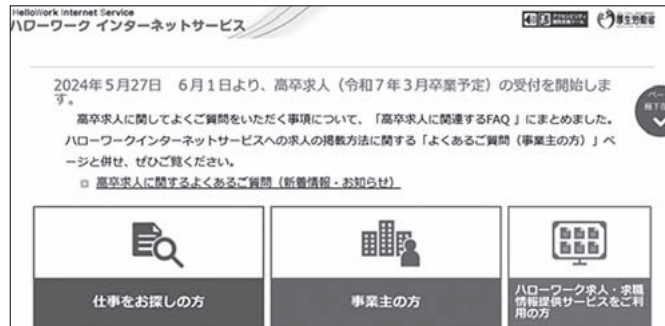 HelloWork Internet Service
ハローワーク インターネットサービス
厚生労働省
2024年5月27日　6月1日より、高卒求人（令和7年3月卒業予定）の受付を開始しま
す。
高卒求人に関してよくご質問をいただく事項について、「高卒求人に関連するFAQ 」にまとめました。
ハローワークインターネットサービスへの求人の掲載方法に関する「よくあるご質問（事業主の方）」ペ
ージと併せ、ぜひご覧ください。
高卒求人に関するよくあるご質問（新着情報・お知らせ）
仕事をお探しの方
事業主の方
ハローワーク求人・求職
情報提供サービスをご利
用の方